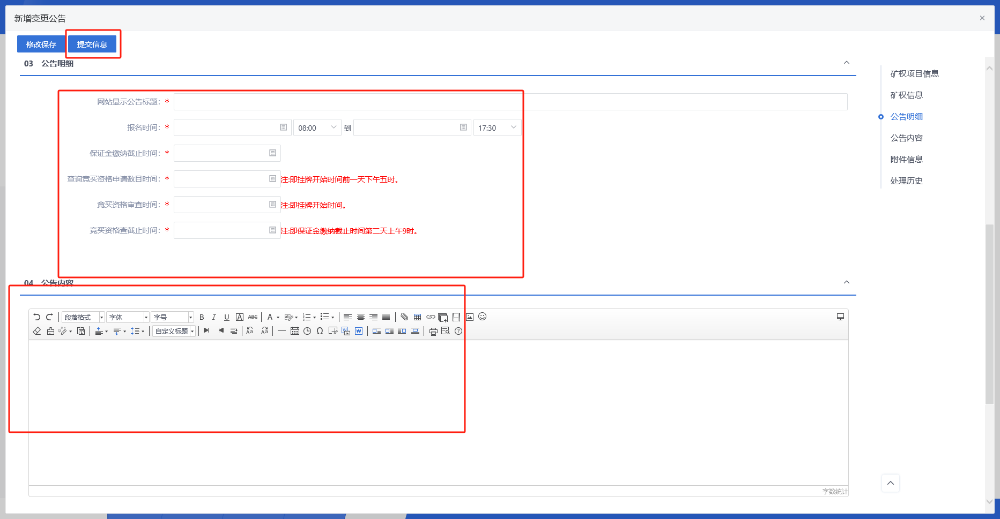 新增变更公告
×
修改保存
提交信息
03 公告明细
网站显示公告标题：*
报名时间：* 08:00 到 17:30
保证金缴纳截止时间：*
查询竞买资格申请数目时间：* 注:即挂牌开始时间前一天下午五时。
竞买资格审查时间：* 注:即挂牌开始时间。
竞买资格查截止时间：* 注:即保证金缴纳截止时间第二天上午9时。
04 公告内容
段落格式 字体 字号 B I U A ABC A
自定义标题
字数统计
矿权项目信息
矿权信息
公告明细
公告内容
附件信息
处理历史